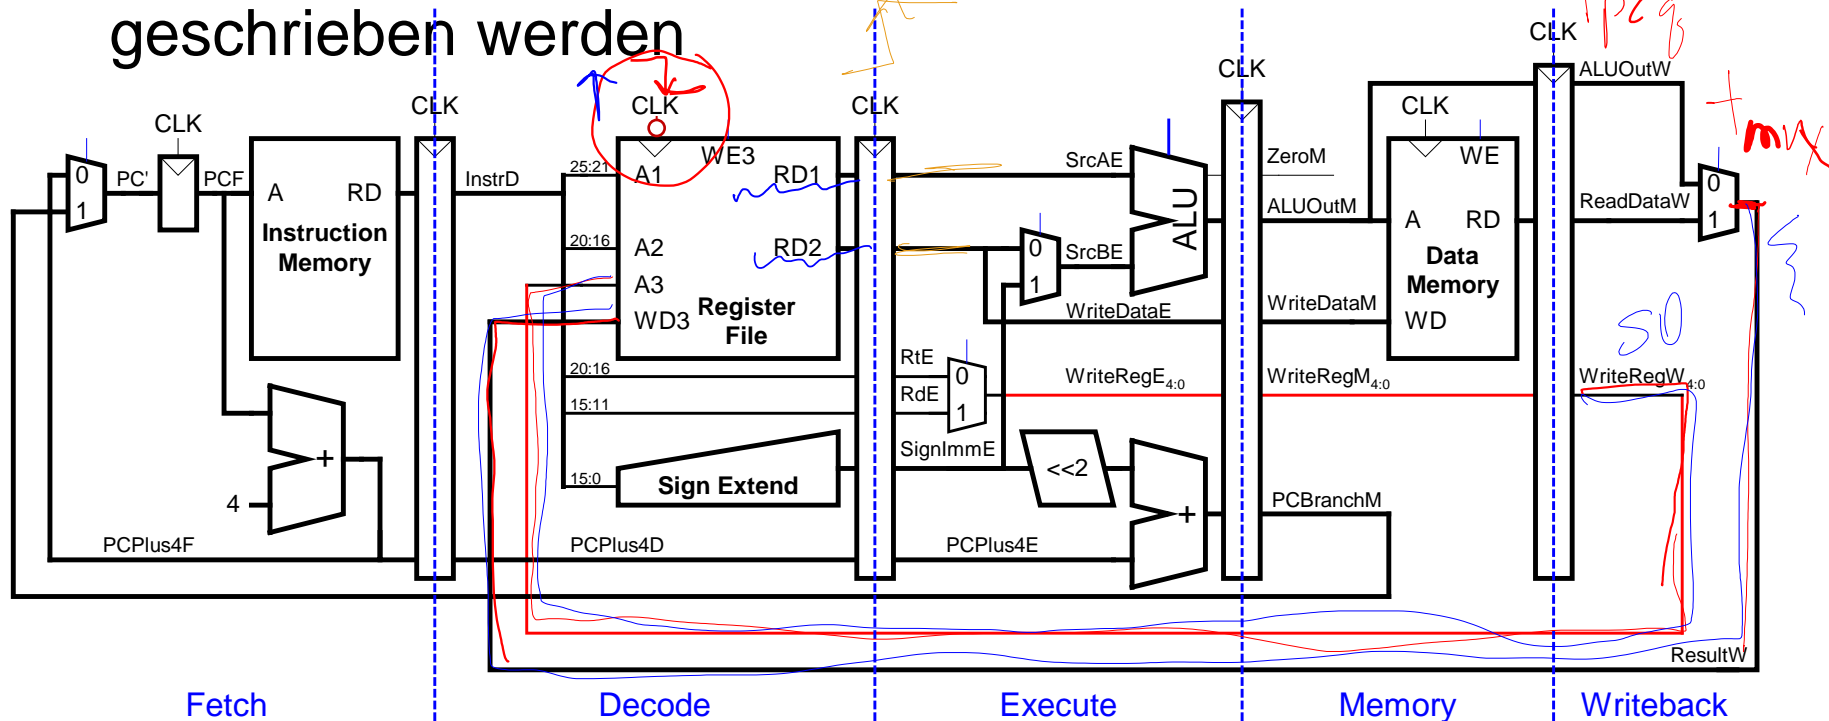 geschrieben werden
tpcq
CLK
ALUOutW
CLK
CLK
CLK
CLK
CLK
CLK
tmux
0
1
PC'
PCF
A
RD
Instruction
Memory
InstrD
25:21
A1
WE3
RD1
20:16
A2
RD2
A3
WD3
Register
File
SrcAE
0
1
SrcBE
ALU
ZeroM
ALUOutM
WE
A
RD
Data
Memory
WD
ReadDataW
0
1
WriteDataE
WriteDataM
s0
20:16
RtE
0
WriteRegE4:0
WriteRegM4:0
WriteRegW4:0
15:11
RdE
1
SignImmE
+
4
15:0
Sign Extend
<<2
+
PCBranchM
PCPlus4F
PCPlus4D
PCPlus4E
ResultW
Fetch
Decode
Execute
Memory
Writeback